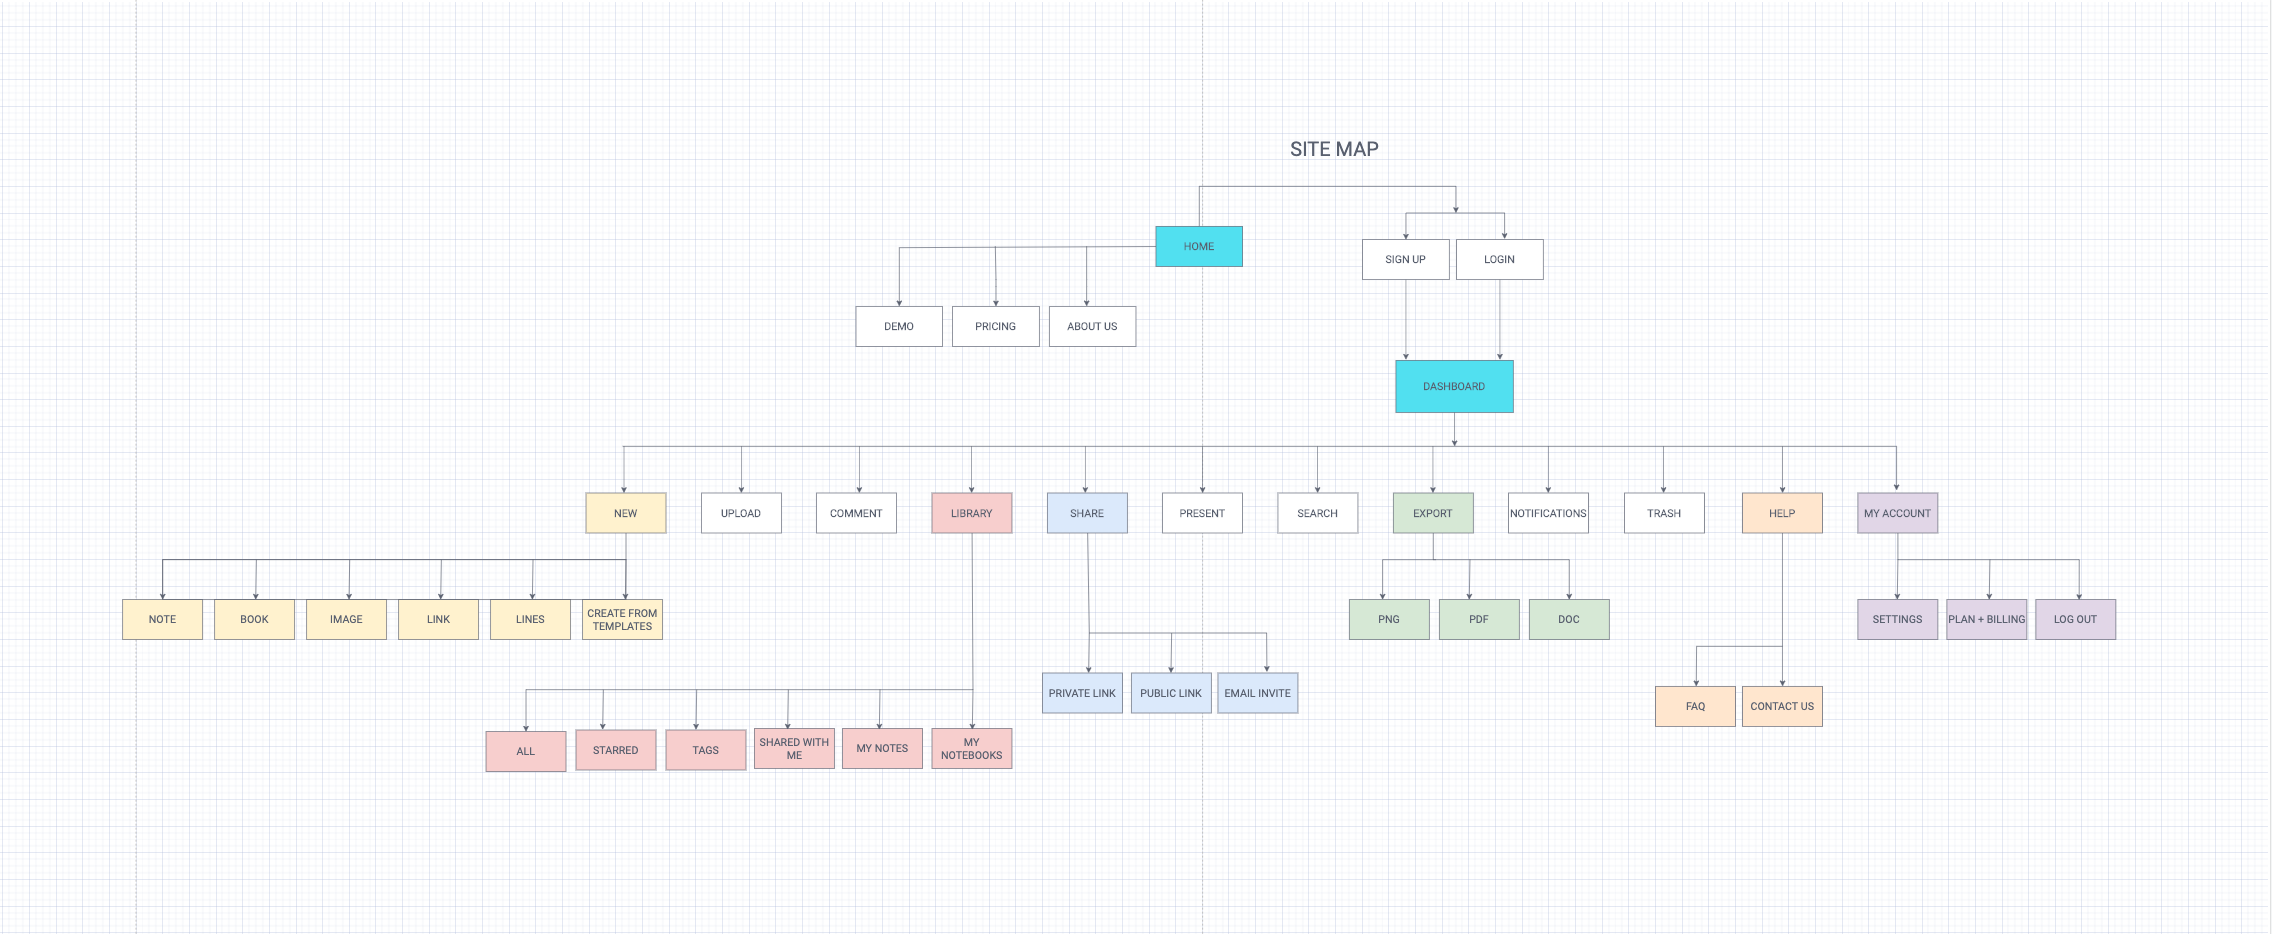 SITE MAP
HOME
SIGN UP
LOGIN
DEMO
PRICING
ABOUT US
DASHBOARD
NEW
UPLOAD
COMMENT
LIBRARY
SHARE
PRESENT
SEARCH
EXPORT
NOTIFICATIONS
TRASH
HELP
MY ACCOUNT
NOTE
BOOK
IMAGE
LINK
LINES
CREATE FROM
TEMPLATES
PNG
PDF
DOC
SETTINGS
PLAN + BILLING
LOG OUT
PRIVATE LINK
PUBLIC LINK
EMAIL INVITE
FAQ
CONTACT US
ALL
STARRED
TAGS
SHARED WITH
ME
MY NOTES
MY
NOTEBOOKS